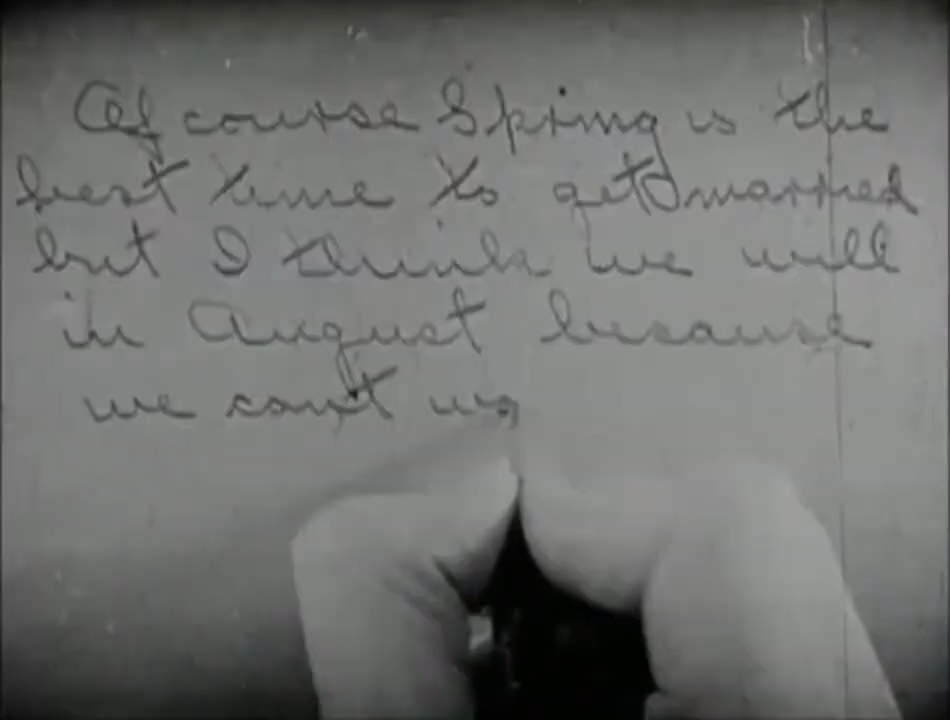 Of course Spring is the
best time to get married
but I think we will
in August because
we can't wa